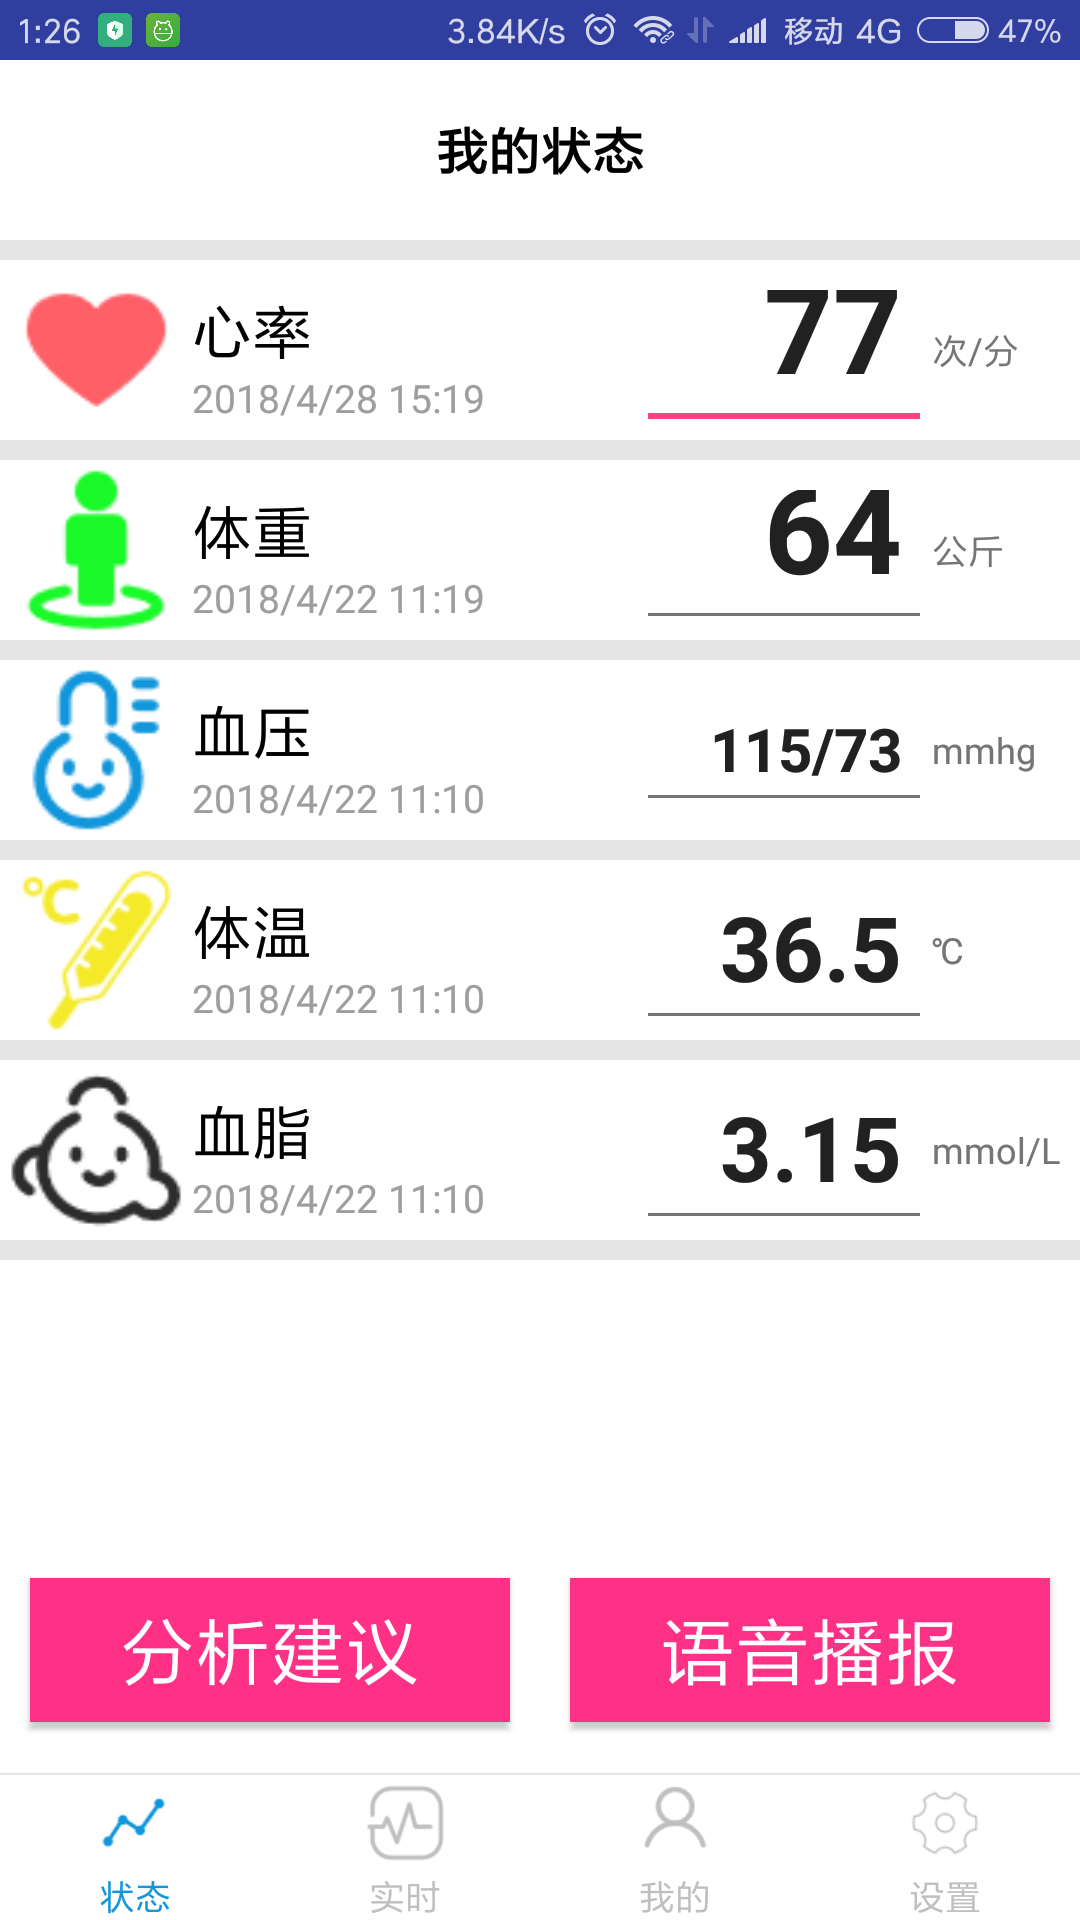 1:26 3.84K/s 移动 4G 47%
我的状态
心率 77 次/分
2018/4/28 15:19
体重 64 公斤
2018/4/22 11:19
血压 115/73 mmhg
2018/4/22 11:10
℃ 体温 36.5 ℃
2018/4/22 11:10
血脂 3.15 mmol/L
2018/4/22 11:10
分析建议 语音播报
状态 实时 我的 设置